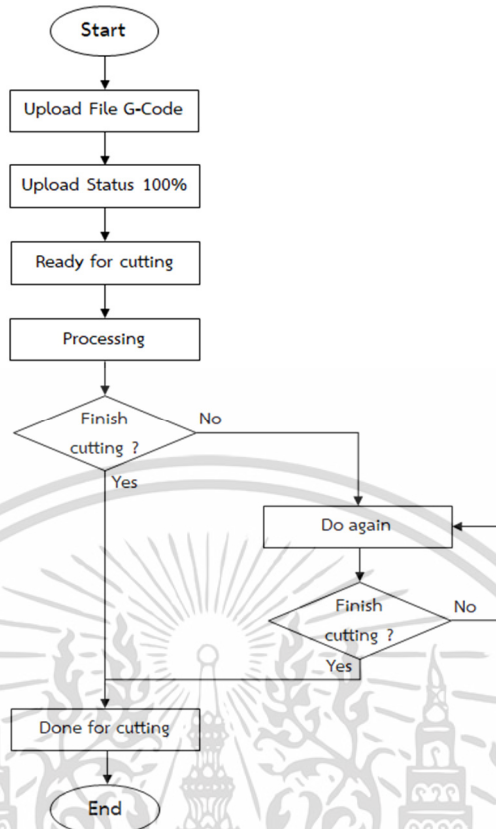 Start
Upload File G-Code
Upload Status 100%
Ready for cutting
Processing
Finish
cutting ?
No
Yes
Do again
Finish
cutting ?
No
Yes
Done for cutting
End